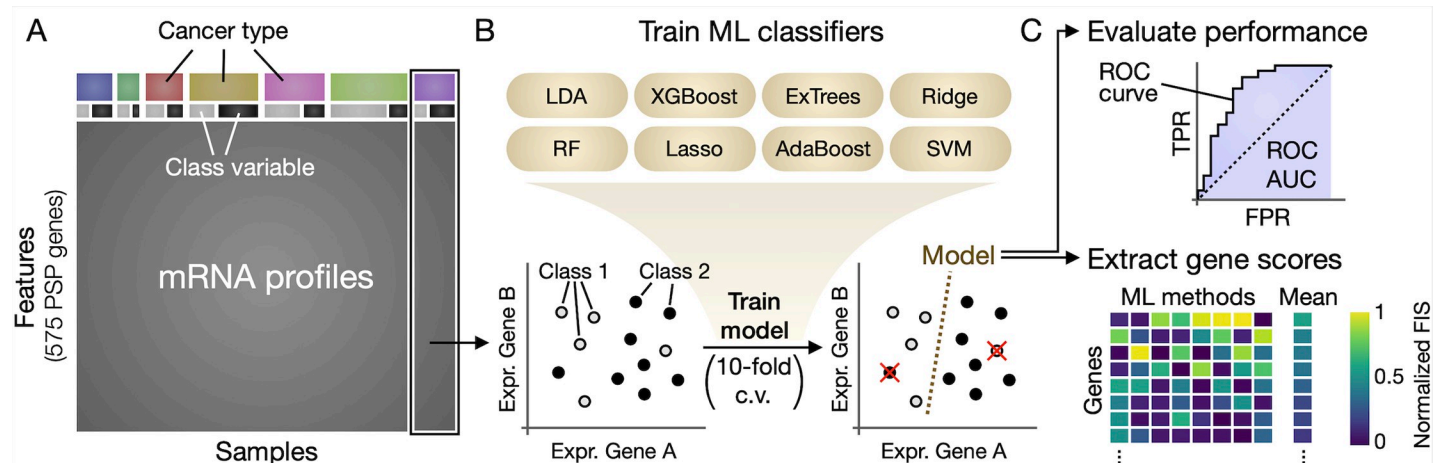 A
Cancer type
Class variable
mRNA profiles
Features
(575 PSP genes)
Samples
B
Train ML classifiers
LDA
XGBoost
ExTrees
Ridge
RF
Lasso
AdaBoost
SVM
Class 1
Class 2
Expr. Gene B
Expr. Gene A
Train
model
(10-fold
c.v.)
Model
Expr. Gene B
Expr. Gene A
C
Evaluate performance
ROC
curve
TPR
ROC
AUC
FPR
Extract gene scores
ML methods
Mean
Genes
1
0.5
0
Normalized FIS